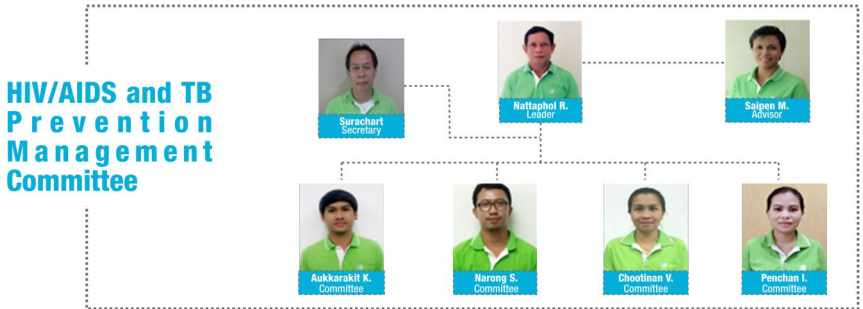 HIV/AIDS and TB
Prevention
Management
Committee
Surachart
Secretary
Nattaphol R.
Leader
Saipen M.
Advisor
Aukkarakit K.
Committee
Narong S.
Committee
Chootinan V.
Committee
Penchan I.
Committee